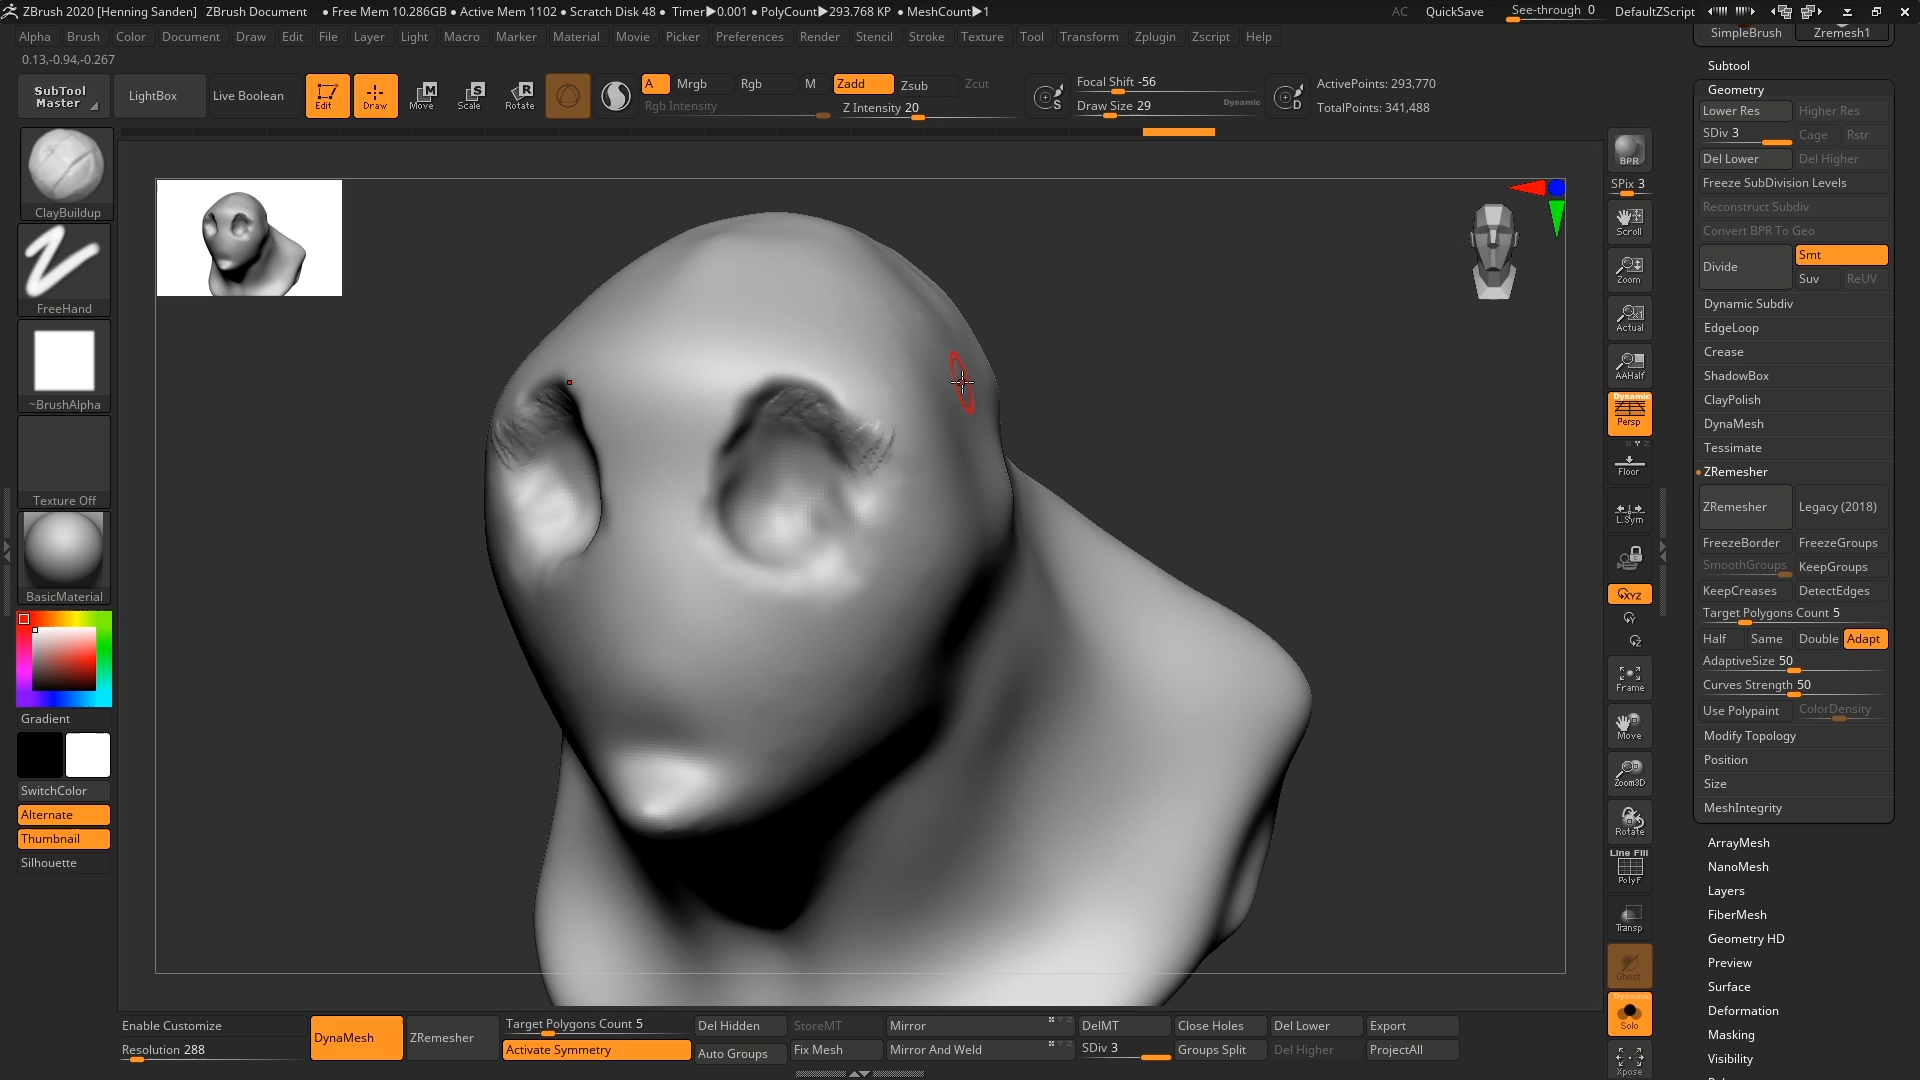 ZBrush 2020 [Henning Sanden] ZBrush Document • Free Mem 10.286GB • Active Mem 1102 • Scratch Disk 48 • Timer▶0.001 • PolyCount▶293.768 KP • MeshCount▶1 AC QuickSave See-through 0 DefaultZScript
Alpha Brush Color Document Draw Edit File Layer Light Macro Marker Material Movie Picker Preferences Render Stencil Stroke Texture Tool Transform Zplugin Zscript Help
SimpleBrush Zremesh1
0.13,-0.94,-0.267
SubTool Master
LightBox
Live Boolean
Edit
Draw
Move
Scale
Rotate
A Mrgb Rgb M Zadd Zsub Zcut
Rgb Intensity Z Intensity 20
S
Focal Shift -56
Draw Size 29 Dynamic
D
ActivePoints: 293,770
TotalPoints: 341,488
ClayBuildup
FreeHand
~BrushAlpha
Texture Off
BasicMaterial
Gradient
SwitchColor
Alternate
Thumbnail
Silhouette
BPR
SPix 3
Scroll
Zoom
Actual
AAHalf
Dynamic
Persp
Floor
L.Sym
XYZ
Frame
Move
Zoom3D
Rotate
Line Fill
PolyF
Transp
Ghost
Dynamic
Solo
Xpose
Subtool
Geometry
Lower Res Higher Res
SDiv 3 Cage Rstr
Del Lower Del Higher
Freeze SubDivision Levels
Reconstruct Subdiv
Convert BPR To Geo
Divide Smt
Suv ReUV
Dynamic Subdiv
EdgeLoop
Crease
ShadowBox
ClayPolish
DynaMesh
Tessimate
ZRemesher
ZRemesher Legacy (2018)
FreezeBorder FreezeGroups
SmoothGroups KeepGroups
KeepCreases DetectEdges
Target Polygons Count 5
Half Same Double Adapt
AdaptiveSize 50
Curves Strength 50
Use Polypaint ColorDensity
Modify Topology
Position
Size
MeshIntegrity
ArrayMesh
NanoMesh
Layers
FiberMesh
Geometry HD
Preview
Surface
Deformation
Masking
Visibility
Enable Customize
Resolution 288
DynaMesh
ZRemesher
Target Polygons Count 5
Activate Symmetry
Del Hidden StoreMT Mirror DelMT Close Holes Del Lower Export
Auto Groups Fix Mesh Mirror And Weld SDiv 3 Groups Split Del Higher ProjectAll